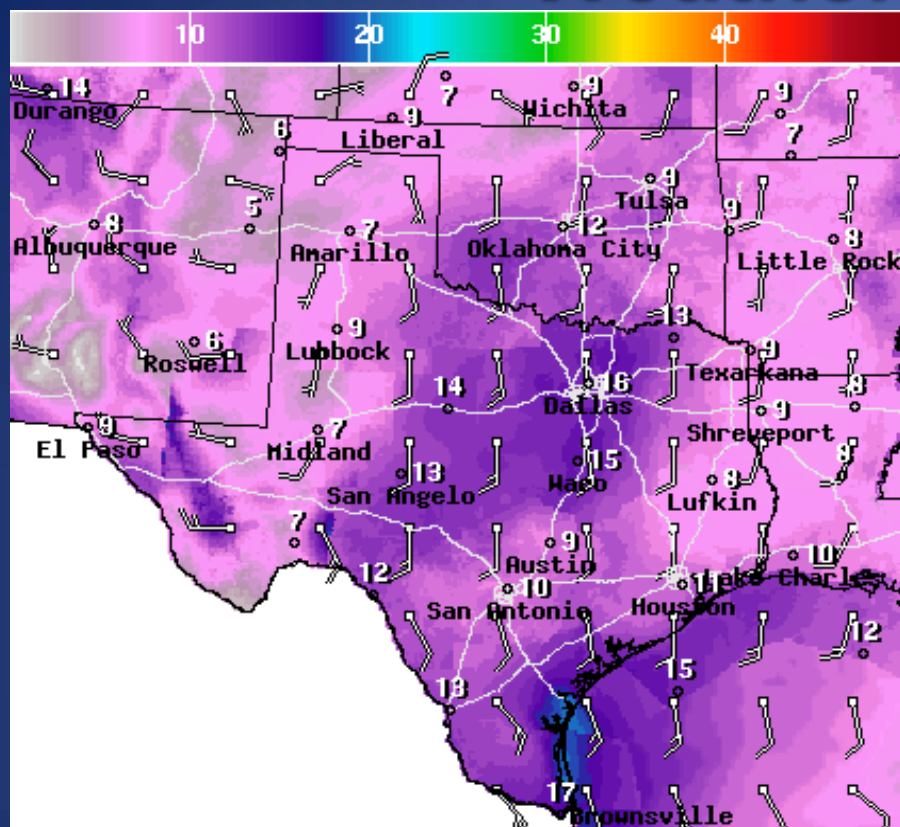 10 20 30 40
14 7 9 9
Durango Wichita
9 7
6 Liberal
9
Tulsa
8 5 7 12 9 8
Albuquerque Amarillo Oklahoma City
Little Rock
13
6 9 9
Roswell Lubbock Texarkana
14 16 8
Dallas
9 7 9
El Paso Midland Shreveport
13 15 8 8
San Angelo Waco Lufkin
7 9 10
Austin
12 10 11 Lake Charles
San Antonio Houston
12
15
13
17
Brownsville